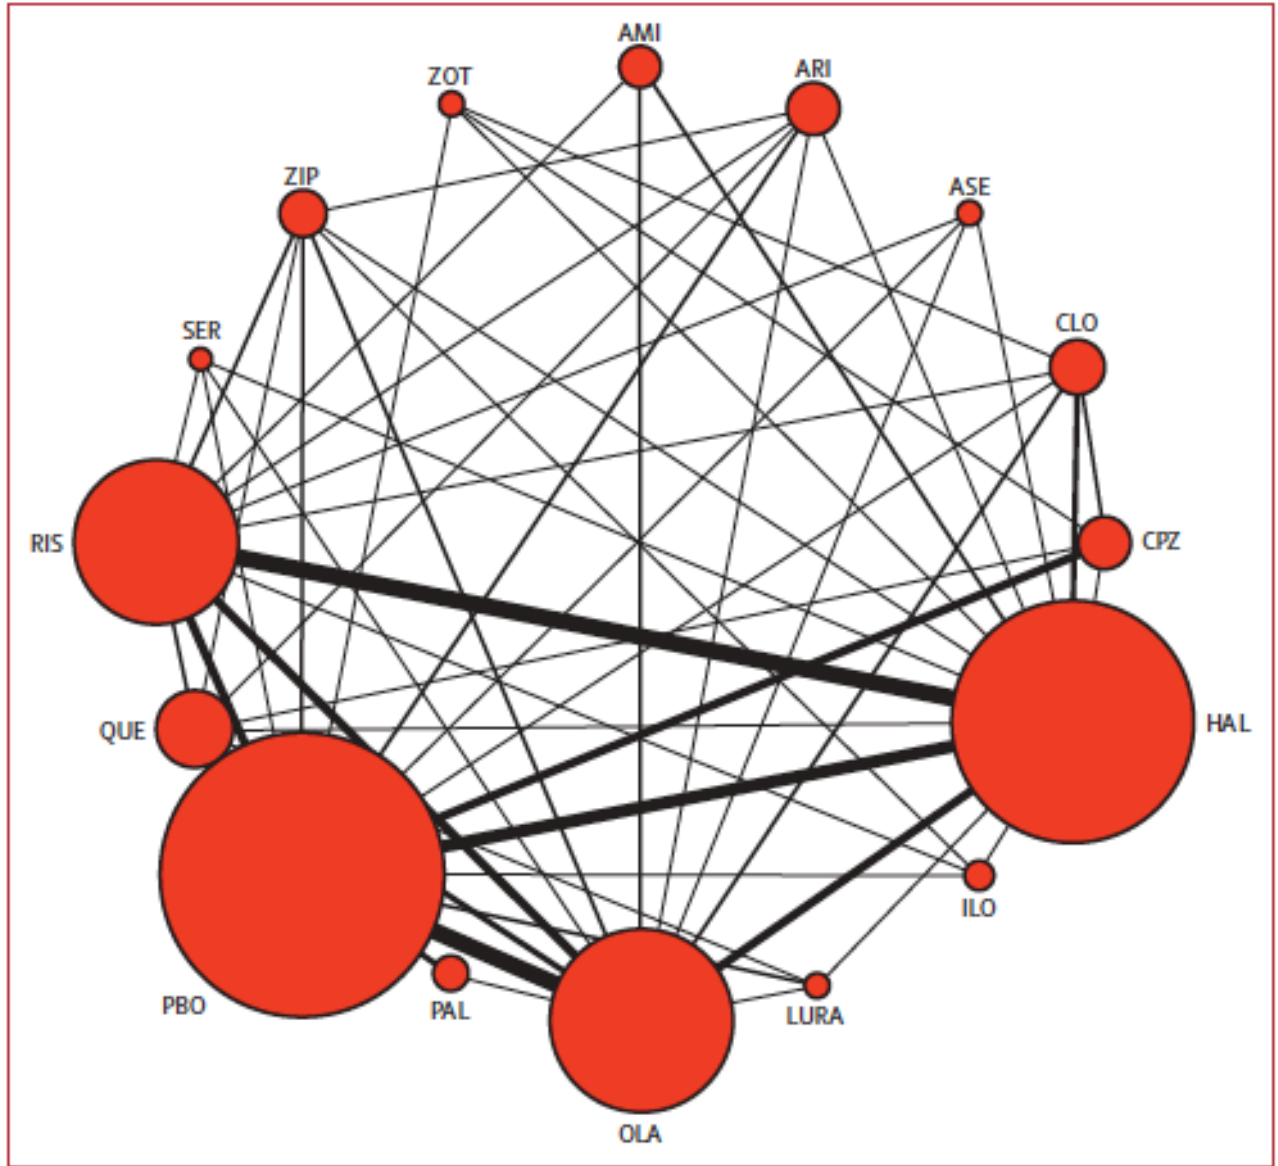 AMI
ARI
ZOT
ZIP
ASE
CLO
SER
RIS
CPZ
QUE
HAL
ILO
PBO
PAL
LURA
OLA